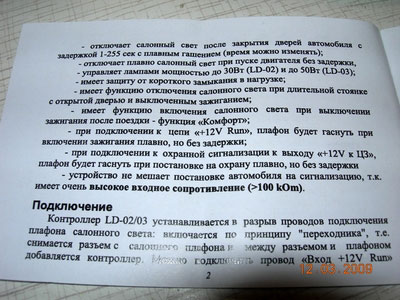 - отключает салонный свет после закрытия дверей автомобиля с
задержкой 1-255 сек с плавным гашением (время можно изменять);
- отключает плавно салонный свет при пуске двигателя без задержки,
- управляет лампами мощностью до 30Вт (LD-02) и до 50Вт (LD-03);
- имеет защиту от короткого замыкания в нагрузке;
- имеет функцию отключения салонного света при длительной стоянке
с открытой дверью и выключенным зажиганием;
- имеет функцию включения салонного света при выключении
зажигания после поездки - функция «Комфорт»;
- при подключении к цепи «+12V Run», плафон будет гаснуть при
включении зажигания плавно, но без задержки;
- при подключении к охранной сигнализации к выходу «+12V к ЦЗ»,
плафон будет гаснуть при постановке на охрану плавно, но без задержки;
- устройство не мешает постановке автомобиля на сигнализацию, т.к.
имеет очень высокое входное сопротивление (>100 kOm).
Подключение
Контроллер LD-02/03 устанавливается в разрыв проводов подключения
плафона салонного света: включается по принципу "переходника", т.е.
снимается разъем с салонного плафона и между разъемом и плафоном
добавляется контроллер. Можно подключить провод «Вход +12V Run»
2
12.03.2009